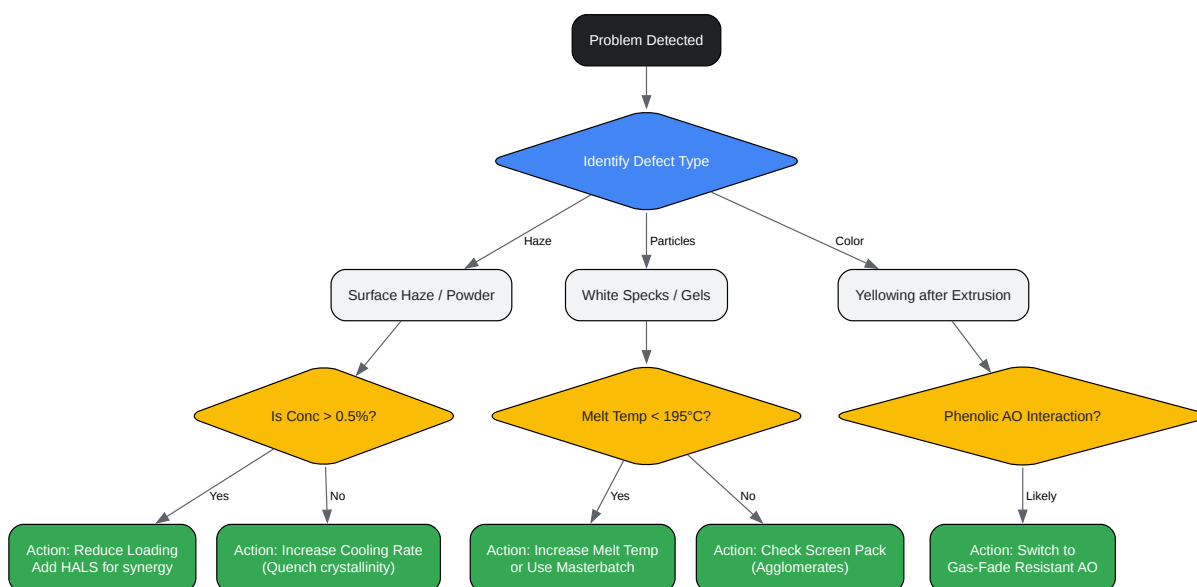 Problem Detected
Identify Defect Type
Haze
Particles
Color
Surface Haze / Powder
White Specks / Gels
Yellowing after Extrusion
Is Conc > 0.5%?
Melt Temp < 195°C?
Phenolic AO Interaction?
Yes
No
Yes
No
Likely
Action: Reduce Loading
Add HALS for synergy
Action: Increase Cooling Rate
(Quench crystallinity)
Action: Increase Melt Temp
or Use Masterbatch
Action: Check Screen Pack
(Agglomerates)
Action: Switch to
Gas-Fade Resistant AO